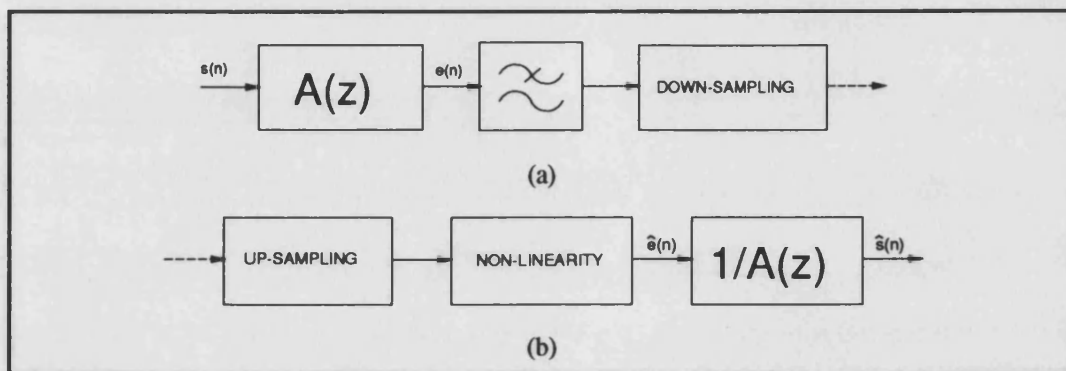 s(n)
A(z)
e(n)
DOWN-SAMPLING
(a)
UP-SAMPLING
NON-LINEARITY
ê(n)
1/A(z)
ŝ(n)
(b)